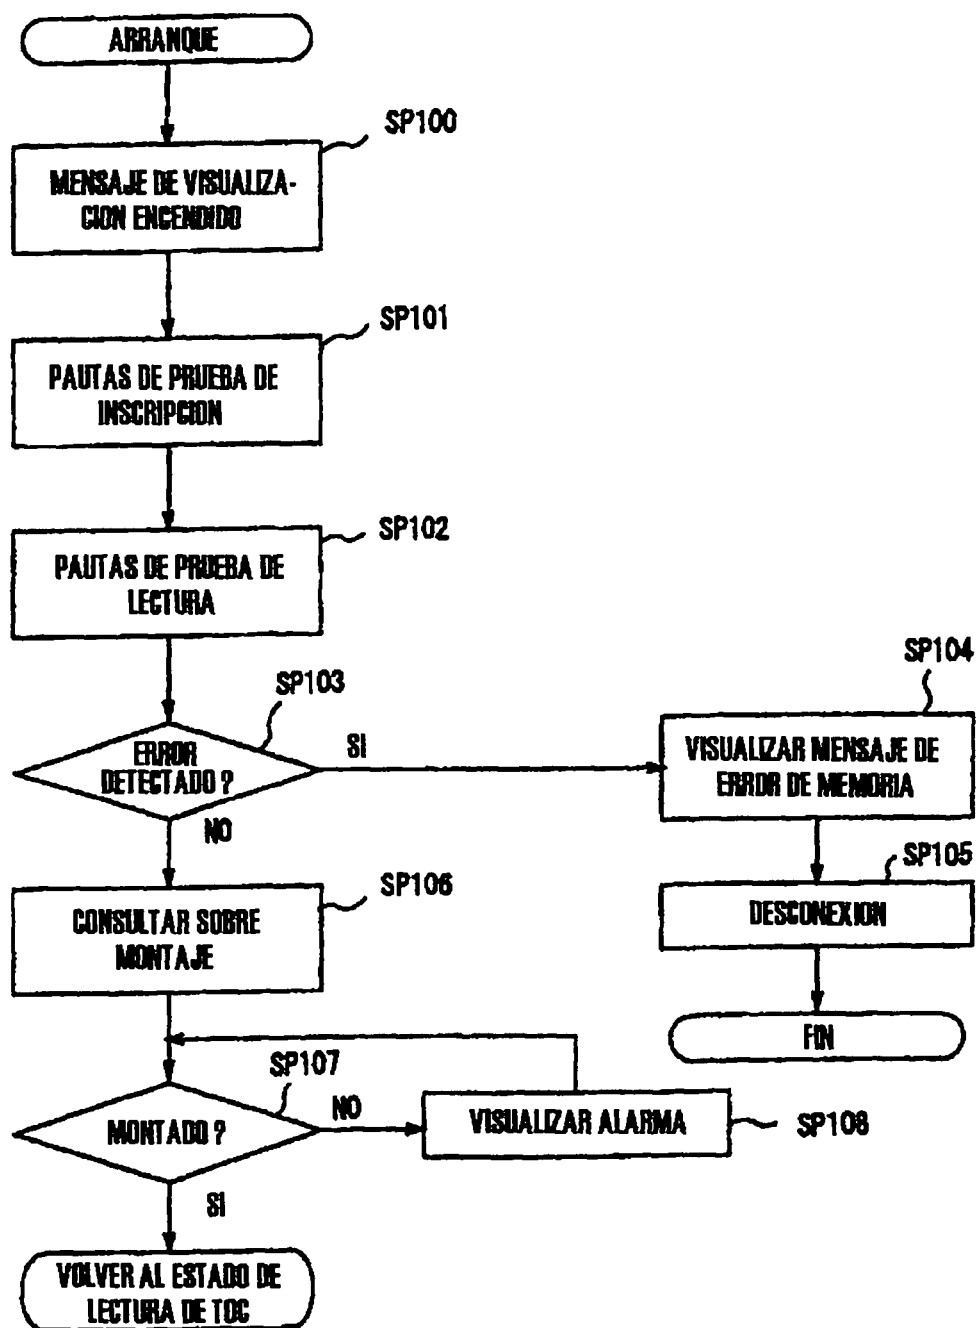 ARRANQUE
SP100
MENSAJE DE VISUALIZA-
CION ENCENDIDO
SP101
PAUTAS DE PRUEBA DE
INSCRIPCION
SP102
PAUTAS DE PRUEBA DE
LECTURA
SP103
ERROR
DETECTADO ?
SI
NO
SP104
VISUALIZAR MENSAJE DE
ERROR DE MEMORIA
SP105
DESCONEXION
FIN
SP106
CONSULTAR SOBRE
MONTAJE
SP107
MONTADO ?
NO
SI
VISUALIZAR ALARMA
SP108
VOLVER AL ESTADO DE
LECTURA DE TOC